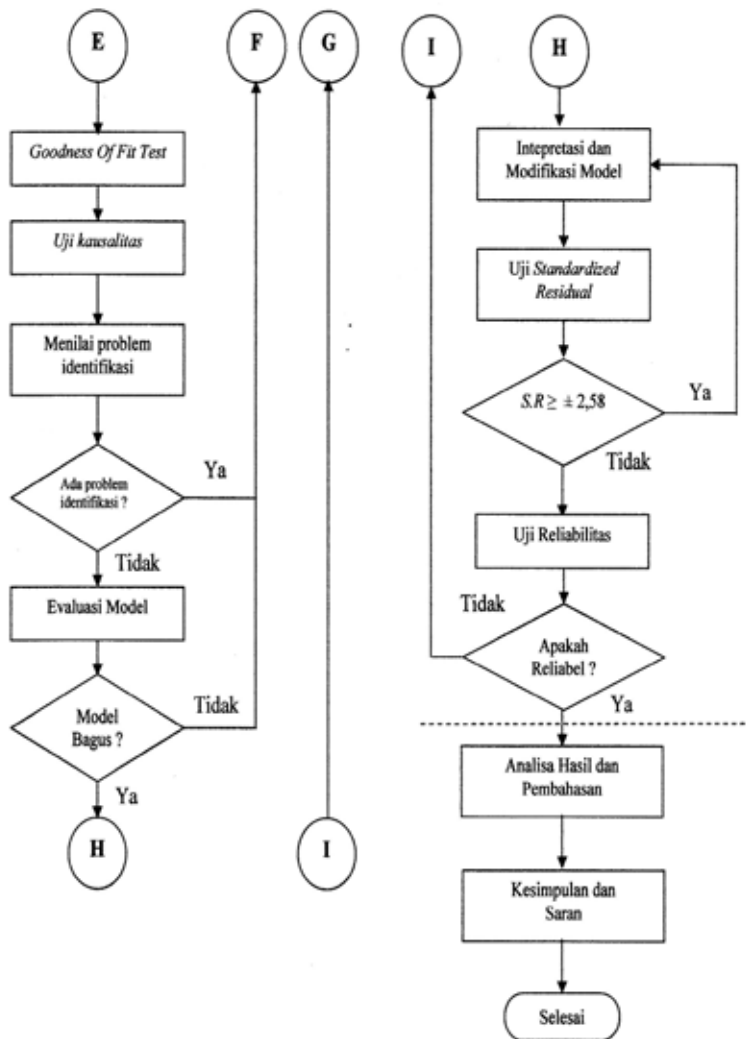 E
F
G
I
H
Goodness Of Fit Test
Uji kausalitas
Menilai problem
identifikasi
Ada problem
identifikasi ?
Ya
Tidak
Evaluasi Model
Model
Bagus ?
Tidak
Ya
H
I
Intepretasi dan
Modifikasi Model
Uji Standardized
Residual
S.R ≥ ± 2,58
Ya
Tidak
Uji Reliabilitas
Tidak
Apakah
Reliabel ?
Ya
Analisa Hasil dan
Pembahasan
Kesimpulan dan
Saran
Selesai